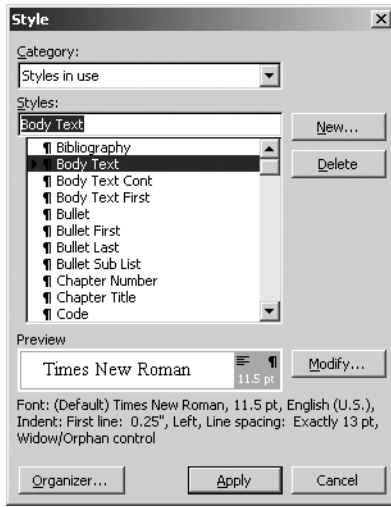 Style
Category:
Styles in use
Styles:
Body Text
New...
¶ Bibliography
¶ Body Text
Delete
¶ Body Text Cont
¶ Body Text First
¶ Bullet
¶ Bullet First
¶ Bullet Last
¶ Bullet Sub List
¶ Chapter Number
¶ Chapter Title
¶ Code
Preview
Times New Roman
¶
11.5 pt
Modify...
Font: (Default) Times New Roman, 11.5 pt, English (U.S.),
Indent: First line: 0.25", Left, Line spacing: Exactly 13 pt,
Widow/Orphan control
Organizer...
Apply
Cancel